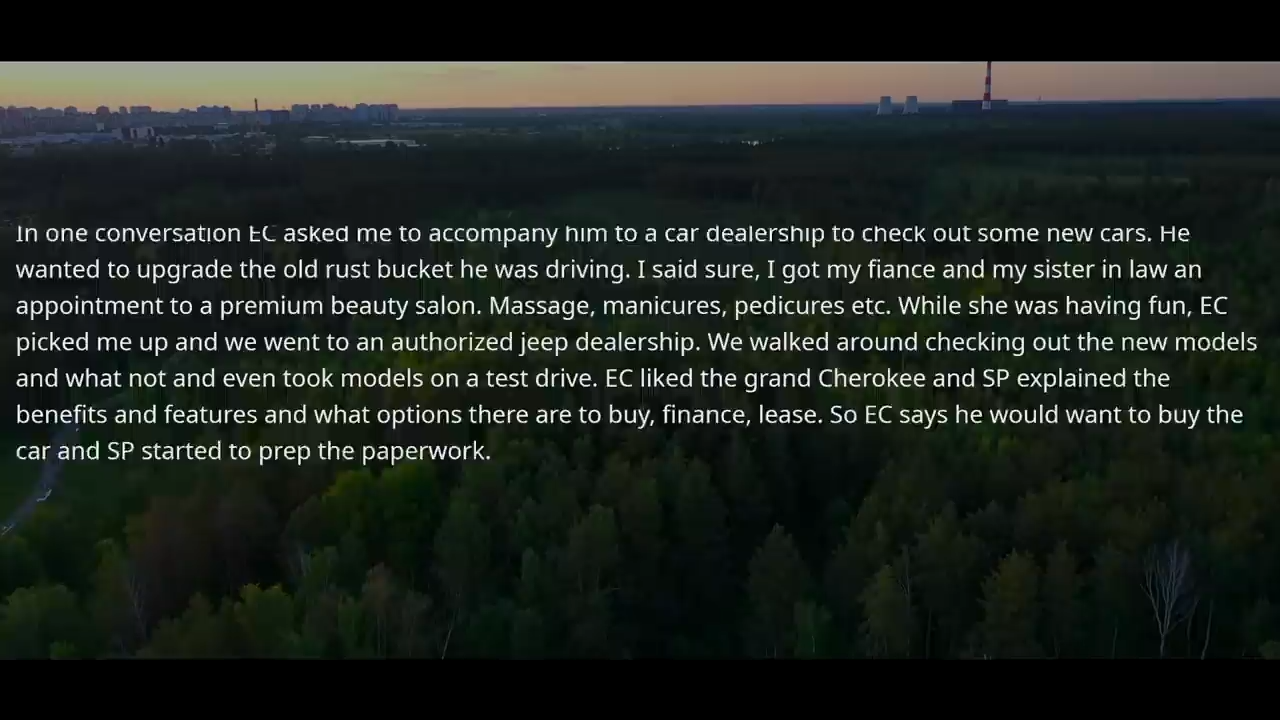 In one conversation EC asked me to accompany him to a car dealership to check out some new cars. He
wanted to upgrade the old rust bucket he was driving. I said sure, I got my fiance and my sister in law an
appointment to a premium beauty salon. Massage, manicures, pedicures etc. While she was having fun, EC
picked me up and we went to an authorized jeep dealership. We walked around checking out the new models
and what not and even took models on a test drive. EC liked the grand Cherokee and SP explained the
benefits and features and what options there are to buy, finance, lease. So EC says he would want to buy the
car and SP started to prep the paperwork.